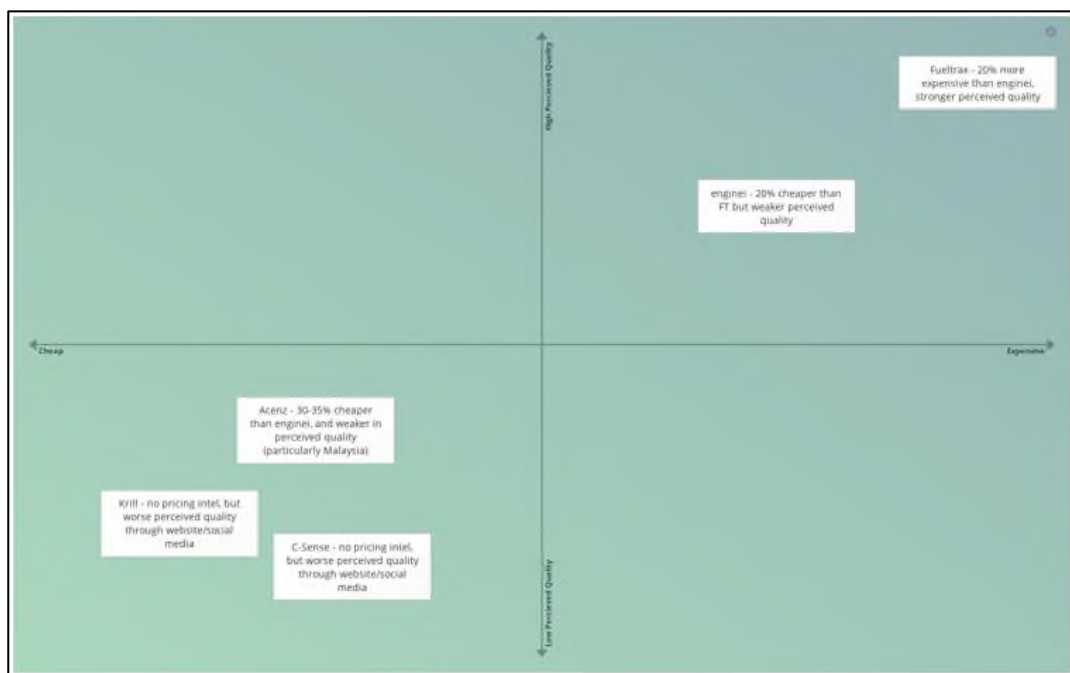 High Percieved Quality
Fueltrax - 20% more
expensive than enginei,
stronger perceived quality
enginei - 20% cheaper than
FT but weaker perceived
quality
Cheap
Expensive
Acenz - 30-35% cheaper
than enginei, and weaker in
perceived quality
(particularly Malaysia)
Krill - no pricing intel, but
worse perceived quality
through website/social
media
C-Sense - no pricing intel,
but worse perceived quality
through website/social
media
Low Percieved Quality